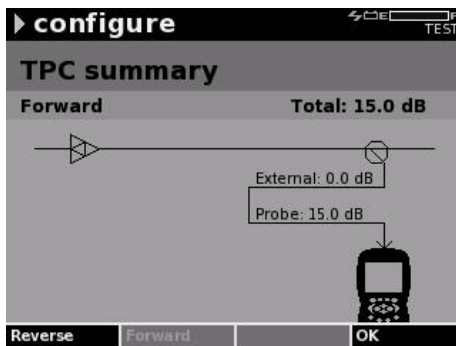 configure
E F
TEST
TPC summary
Forward Total: 15.0 dB
External: 0.0 dB
Probe: 15.0 dB
Reverse Forward OK